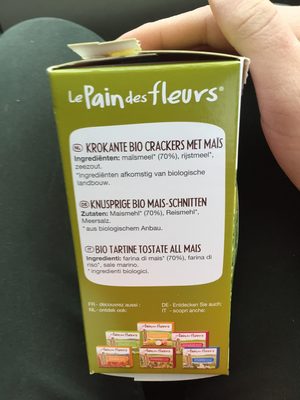 Le Pain des fleurs®
NL KROKANTE BIO CRACKERS MET MAÏS
Ingrediënten: maïsmeel* (70%), rijstmeel*,
zeezout.
*Ingrediënten afkomstig van biologische
landbouw.
DE KNUSPRIGE BIO MAIS-SCHNITTEN
Zutaten: Maismehl* (70%), Reismehl*,
Meersalz.
*aus biologischem Anbau.
IT BIO TARTINE TOSTATE ALL MAIS
Ingredienti: farina di mais* (70%), farina di
riso*, sale marino.
* ingredienti biologici.
FR- découvrez aussi :
NL- ontdek ook:
DE- Entdecken Sie auch:
IT - scopri anche: